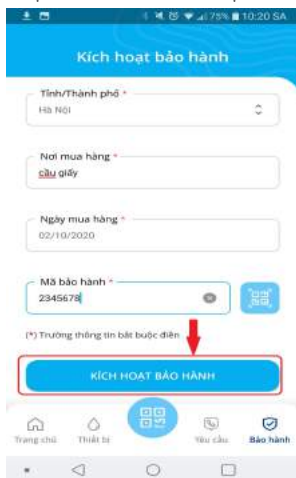 75% 10:20 SA
Kích hoạt bảo hành
Tỉnh/Thành phố *
Hà Nội
Nơi mua hàng *
cầu giấy
Ngày mua hàng *
02/10/2020
Mã bảo hành *
2345678
(*) Trường thông tin bắt buộc điền
KÍCH HOẠT BẢO HÀNH
Trang chủ Thiết bị Yêu cầu Bảo hành